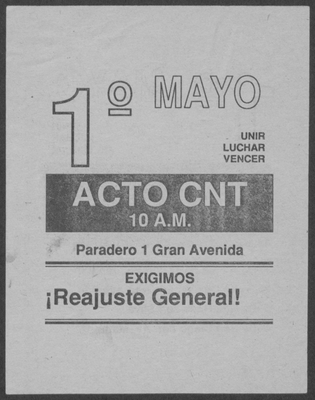 1º MAYO
UNIR
LUCHAR
VENCER
ACTO CNT
10 A.M.
Paradero 1 Gran Avenida
EXIGIMOS
¡Reajuste General!